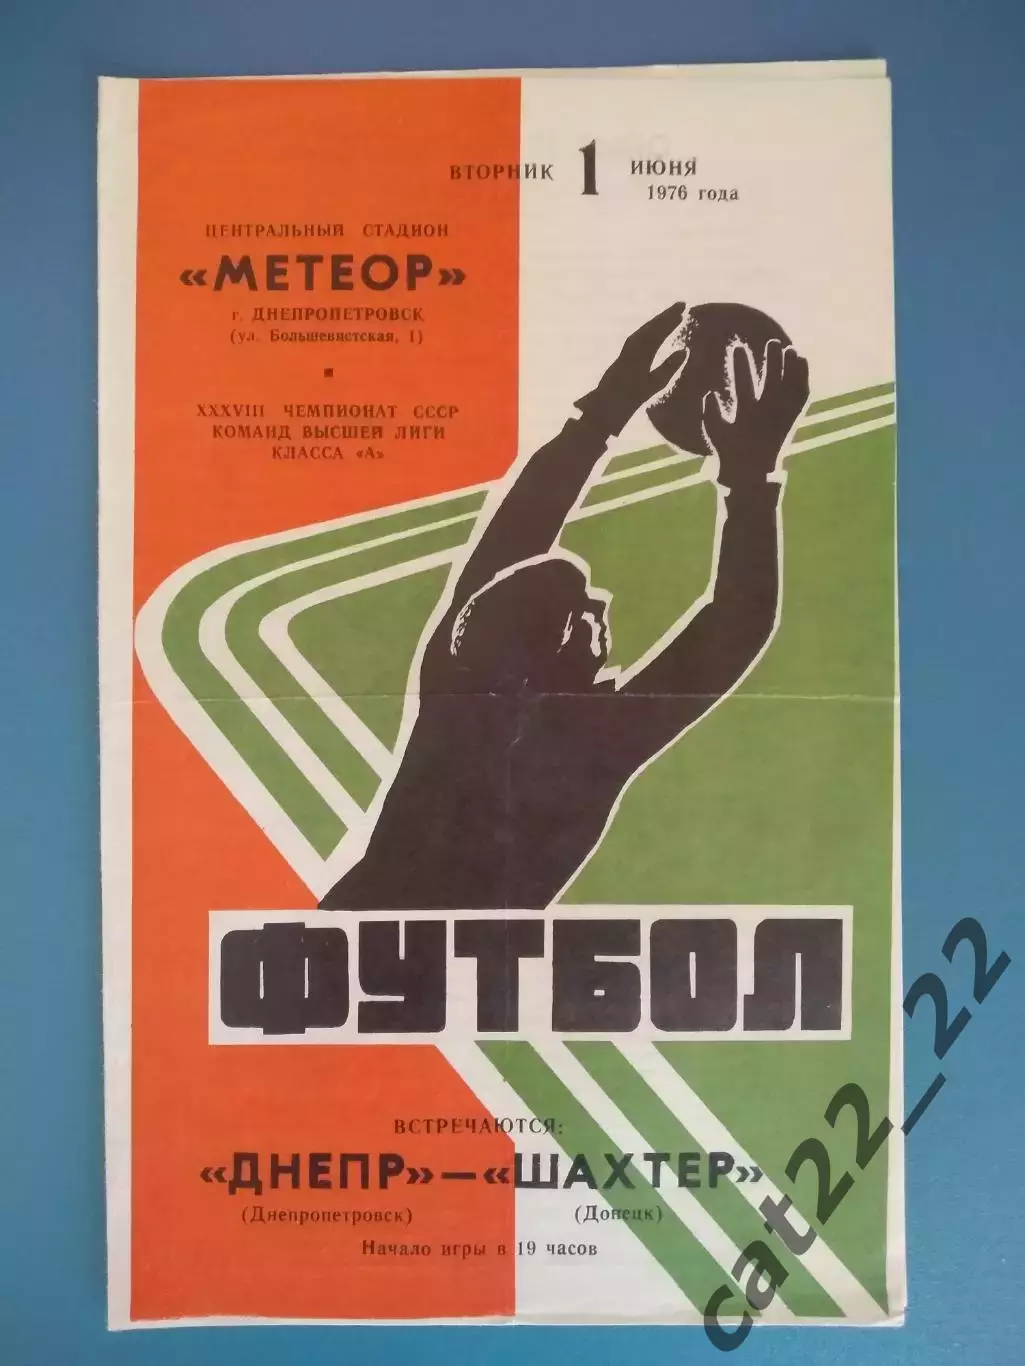 ВТОРНИК 1 ИЮНЯ
1976 года
ЦЕНТРАЛЬНЫЙ СТАДИОН
«МЕТЕОР»
г. ДНЕПРОПЕТРОВСК
(ул. Большевистская, 1)
XXXVIII ЧЕМПИОНАТ СССР
КОМАНД ВЫСШЕЙ ЛИГИ
КЛАССА «А»
ФУТБОЛ
ВСТРЕЧАЮТСЯ:
«ДНЕПР» — «ШАХТЕР»
(Днепропетровск) (Донецк)
Начало игры в 19 часов
cat22_22